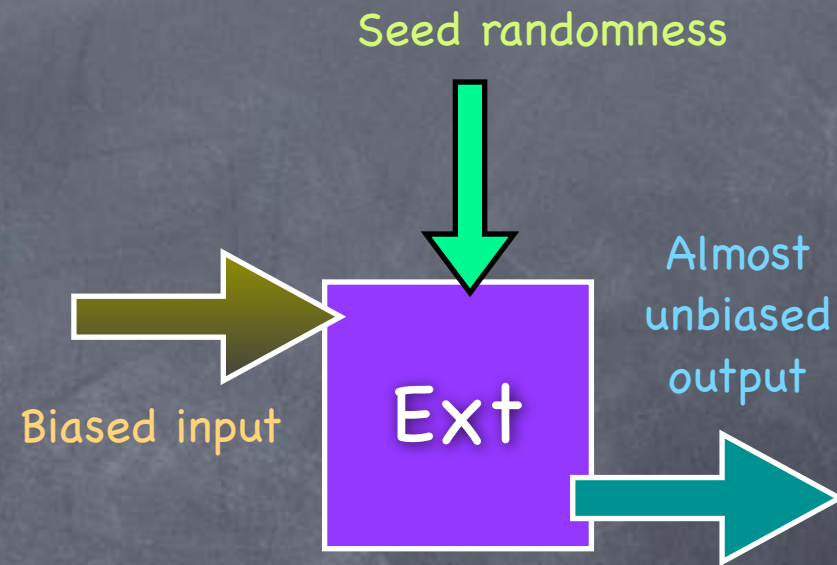 Seed randomness
Almost
unbiased
output
Biased input
Ext